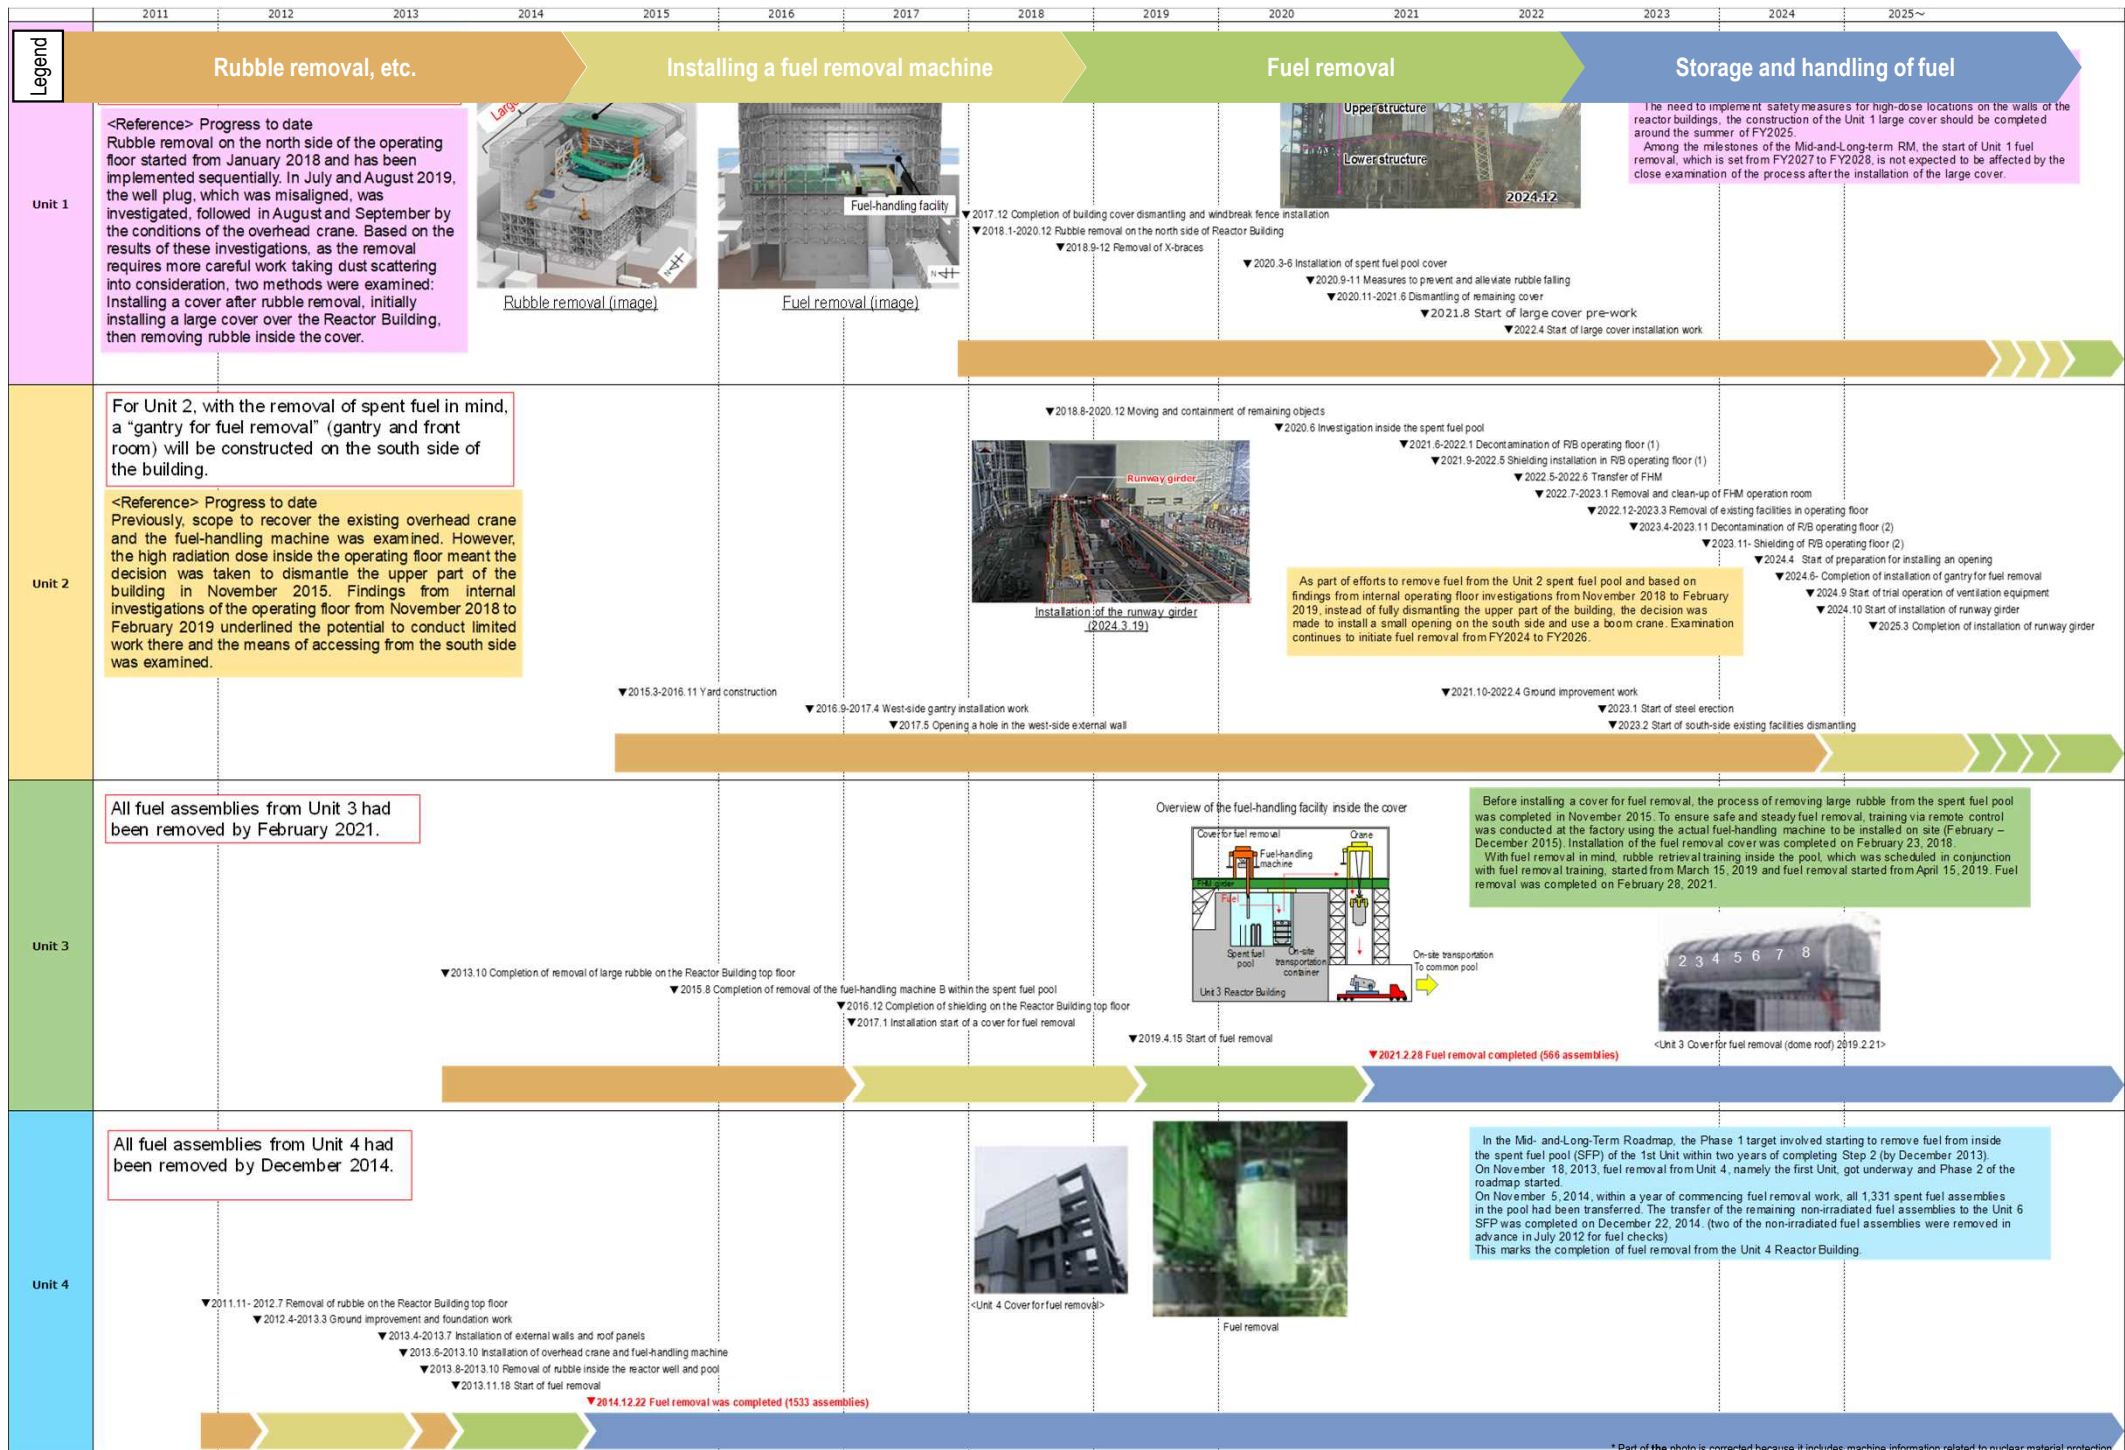 2011 2012 2013 2014 2015 2016 2017 2018 2019 2020 2021 2022 2023 2024 2025～
Legend
Rubble removal, etc.
Installing a fuel removal machine
Fuel removal
Storage and handling of fuel
Unit 1
<Reference> Progress to date
Rubble removal on the north side of the operating
floor started from January 2018 and has been
implemented sequentially. In July and August 2019,
the well plug, which was misaligned, was
investigated, followed in August and September by
the conditions of the overhead crane. Based on the
results of these investigations, as the removal
requires more careful work taking dust scattering
into consideration, two methods were examined:
Installing a cover after rubble removal, initially
installing a large cover over the Reactor Building,
then removing rubble inside the cover.
Large
N
Rubble removal (image)
Fuel-handling facility
N
Fuel removal (image)
Upper structure
Lower structure
2024.12
The need to implement safety measures for high-dose locations on the walls of the
reactor buildings, the construction of the Unit 1 large cover should be completed
around the summer of FY2025.
Among the milestones of the Mid-and-Long-term RM, the start of Unit 1 fuel
removal, which is set from FY2027 to FY2028, is not expected to be affected by the
close examination of the process after the installation of the large cover.
▼2017.12 Completion of building cover dismantling and windbreak fence installation
▼2018.1-2020.12 Rubble removal on the north side of Reactor Building
▼2018.9-12 Removal of X-braces
▼2020.3-6 Installation of spent fuel pool cover
▼2020.9-11 Measures to prevent and alleviate rubble falling
▼2020.11-2021.6 Dismantling of remaining cover
▼2021.8 Start of large cover pre-work
▼2022.4 Start of large cover installation work
Unit 2
For Unit 2, with the removal of spent fuel in mind,
a “gantry for fuel removal” (gantry and front
room) will be constructed on the south side of
the building.
<Reference> Progress to date
Previously, scope to recover the existing overhead crane
and the fuel-handling machine was examined. However,
the high radiation dose inside the operating floor meant the
decision was taken to dismantle the upper part of the
building in November 2015. Findings from internal
investigations of the operating floor from November 2018 to
February 2019 underlined the potential to conduct limited
work there and the means of accessing from the south side
was examined.
Runway girder
Installation of the runway girder
(2024.3.19)
▼2018.8-2020.12 Moving and containment of remaining objects
▼2020.6 Investigation inside the spent fuel pool
▼2021.6-2022.1 Decontamination of R/B operating floor (1)
▼2021.9-2022.5 Shielding installation in R/B operating floor (1)
▼2022.5-2022.6 Transfer of FHM
▼2022.7-2023.1 Removal and clean-up of FHM operation room
▼2022.12-2023.3 Removal of existing facilities in operating floor
▼2023.4-2023.11 Decontamination of R/B operating floor (2)
▼2023.11- Shielding of R/B operating floor (2)
▼2024.4 Start of preparation for installing an opening
▼2024.6- Completion of installation of gantry for fuel removal
▼2024.9 Start of trial operation of ventilation equipment
▼2024.10 Start of installation of runway girder
▼2025.3 Completion of installation of runway girder
As part of efforts to remove fuel from the Unit 2 spent fuel pool and based on
findings from internal operating floor investigations from November 2018 to February
2019, instead of fully dismantling the upper part of the building, the decision was
made to install a small opening on the south side and use a boom crane. Examination
continues to initiate fuel removal from FY2024 to FY2026.
▼2015.3-2016.11 Yard construction
▼2016.9-2017.4 West-side gantry installation work
▼2017.5 Opening a hole in the west-side external wall
▼2021.10-2022.4 Ground improvement work
▼2023.1 Start of steel erection
▼2023.2 Start of south-side existing facilities dismantling
Unit 3
All fuel assemblies from Unit 3 had
been removed by February 2021.
Overview of the fuel-handling facility inside the cover
Cover for fuel removal
Crane
Fuel-handling
machine
FHM girder
Fuel
Spent fuel
pool
On-site
transportation
container
Unit 3 Reactor Building
On-site transportation
To common pool
Before installing a cover for fuel removal, the process of removing large rubble from the spent fuel pool
was completed in November 2015. To ensure safe and steady fuel removal, training via remote control
was conducted at the factory using the actual fuel-handling machine to be installed on site (February –
December 2015). Installation of the fuel removal cover was completed on February 23, 2018.
With fuel removal in mind, rubble retrieval training inside the pool, which was scheduled in conjunction
with fuel removal training, started from March 15, 2019 and fuel removal started from April 15, 2019. Fuel
removal was completed on February 28, 2021.
2 3 4 5 6 7 8
<Unit 3 Cover for fuel removal (dome roof) 2019.2.21>
▼2013.10 Completion of removal of large rubble on the Reactor Building top floor
▼2015.8 Completion of removal of the fuel-handling machine B within the spent fuel pool
▼2016.12 Completion of shielding on the Reactor Building top floor
▼2017.1 Installation start of a cover for fuel removal
▼2019.4.15 Start of fuel removal
▼2021.2.28 Fuel removal completed (566 assemblies)
Unit 4
All fuel assemblies from Unit 4 had
been removed by December 2014.
<Unit 4 Cover for fuel removal>
Fuel removal
In the Mid- and-Long-Term Roadmap, the Phase 1 target involved starting to remove fuel from inside
the spent fuel pool (SFP) of the 1st Unit within two years of completing Step 2 (by December 2013).
On November 18, 2013, fuel removal from Unit 4, namely the first Unit, got underway and Phase 2 of the
roadmap started.
On November 5, 2014, within a year of commencing fuel removal work, all 1,331 spent fuel assemblies
in the pool had been transferred. The transfer of the remaining non-irradiated fuel assemblies to the Unit 6
SFP was completed on December 22, 2014. (two of the non-irradiated fuel assemblies were removed in
advance in July 2012 for fuel checks)
This marks the completion of fuel removal from the Unit 4 Reactor Building.
▼2011.11- 2012.7 Removal of rubble on the Reactor Building top floor
▼2012.4-2013.3 Ground improvement and foundation work
▼2013.4-2013.7 Installation of external walls and roof panels
▼2013.6-2013.10 Installation of overhead crane and fuel-handling machine
▼2013.8-2013.10 Removal of rubble inside the reactor well and pool
▼2013.11.18 Start of fuel removal
▼2014.12.22 Fuel removal was completed (1533 assemblies)
* Part of the photo is corrected because it includes machine information related to nuclear material protection.